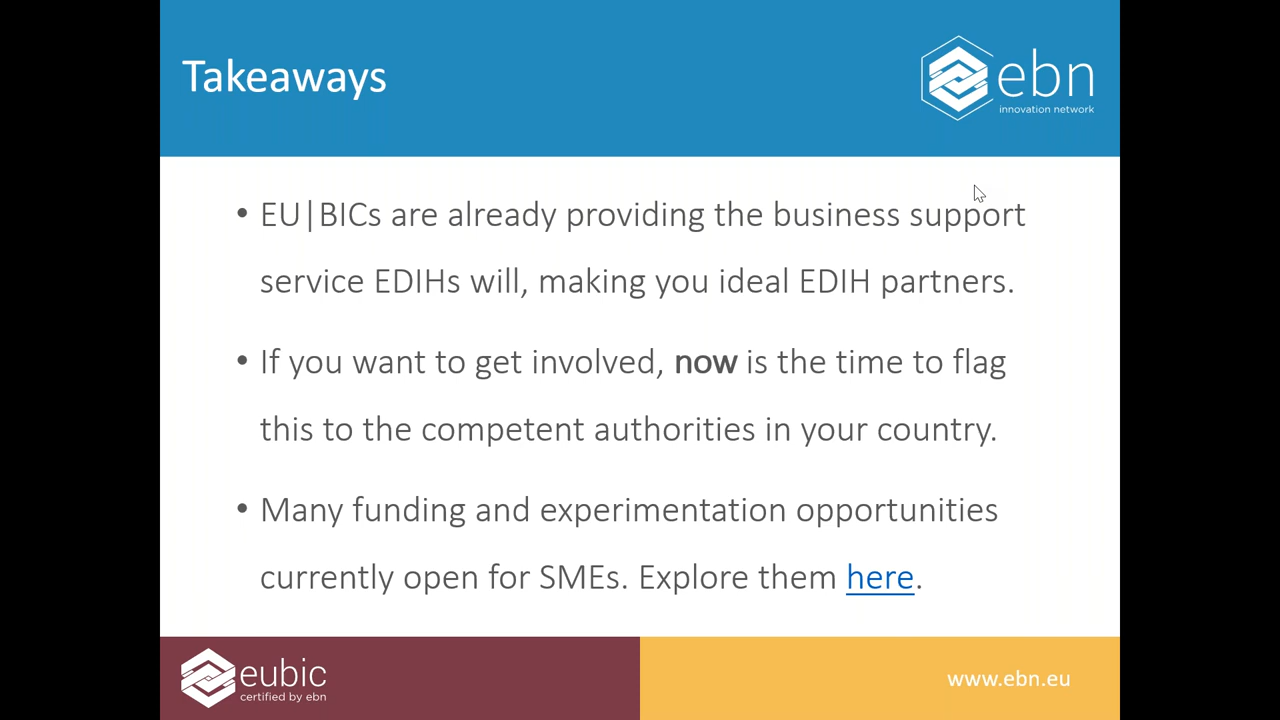 Takeaways
ebn
innovation network
• EU|BICs are already providing the business support
service EDIHs will, making you ideal EDIH partners.
• If you want to get involved, now is the time to flag
this to the competent authorities in your country.
• Many funding and experimentation opportunities
currently open for SMEs. Explore them here.
eubic
certified by ebn
www.ebn.eu